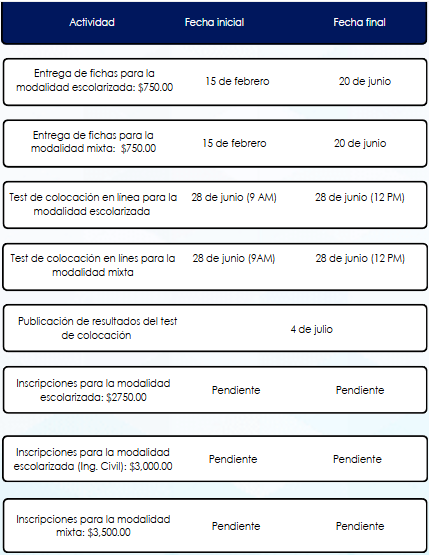 Actividad Fecha inicial Fecha final
Entrega de fichas para la
modalidad escolarizada: $750.00 15 de febrero 20 de junio
Entrega de fichas para la
modalidad mixta: $750.00 15 de febrero 20 de junio
Test de colocación en línea para la 28 de junio (9 AM) 28 de junio (12 PM)
modalidad escolarizada
Test de colocación en lines para la 28 de junio (9AM) 28 de junio (12 PM)
modalidad mixta
Publicación de resultados del test
de colocación 4 de julio
Inscripciones para la modalidad
escolarizada: $2750.00 Pendiente Pendiente
Inscripciones para la modalidad
escolarizada (Ing. Civil): $3,000.00 Pendiente Pendiente
Inscripciones para la modalidad
mixta: $3,500.00 Pendiente Pendiente